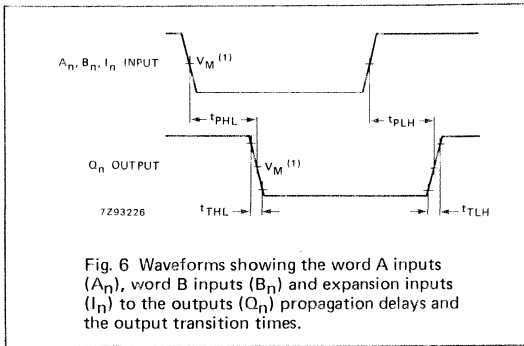 An, Bn, In INPUT
VM (1)
tPHL
tPLH
Qn OUTPUT
VM (1)
7Z93226
tTHL
tTLH
Fig. 6 Waveforms showing the word A inputs
(An), word B inputs (Bn) and expansion inputs
(In) to the outputs (Qn) propagation delays and
the output transition times.